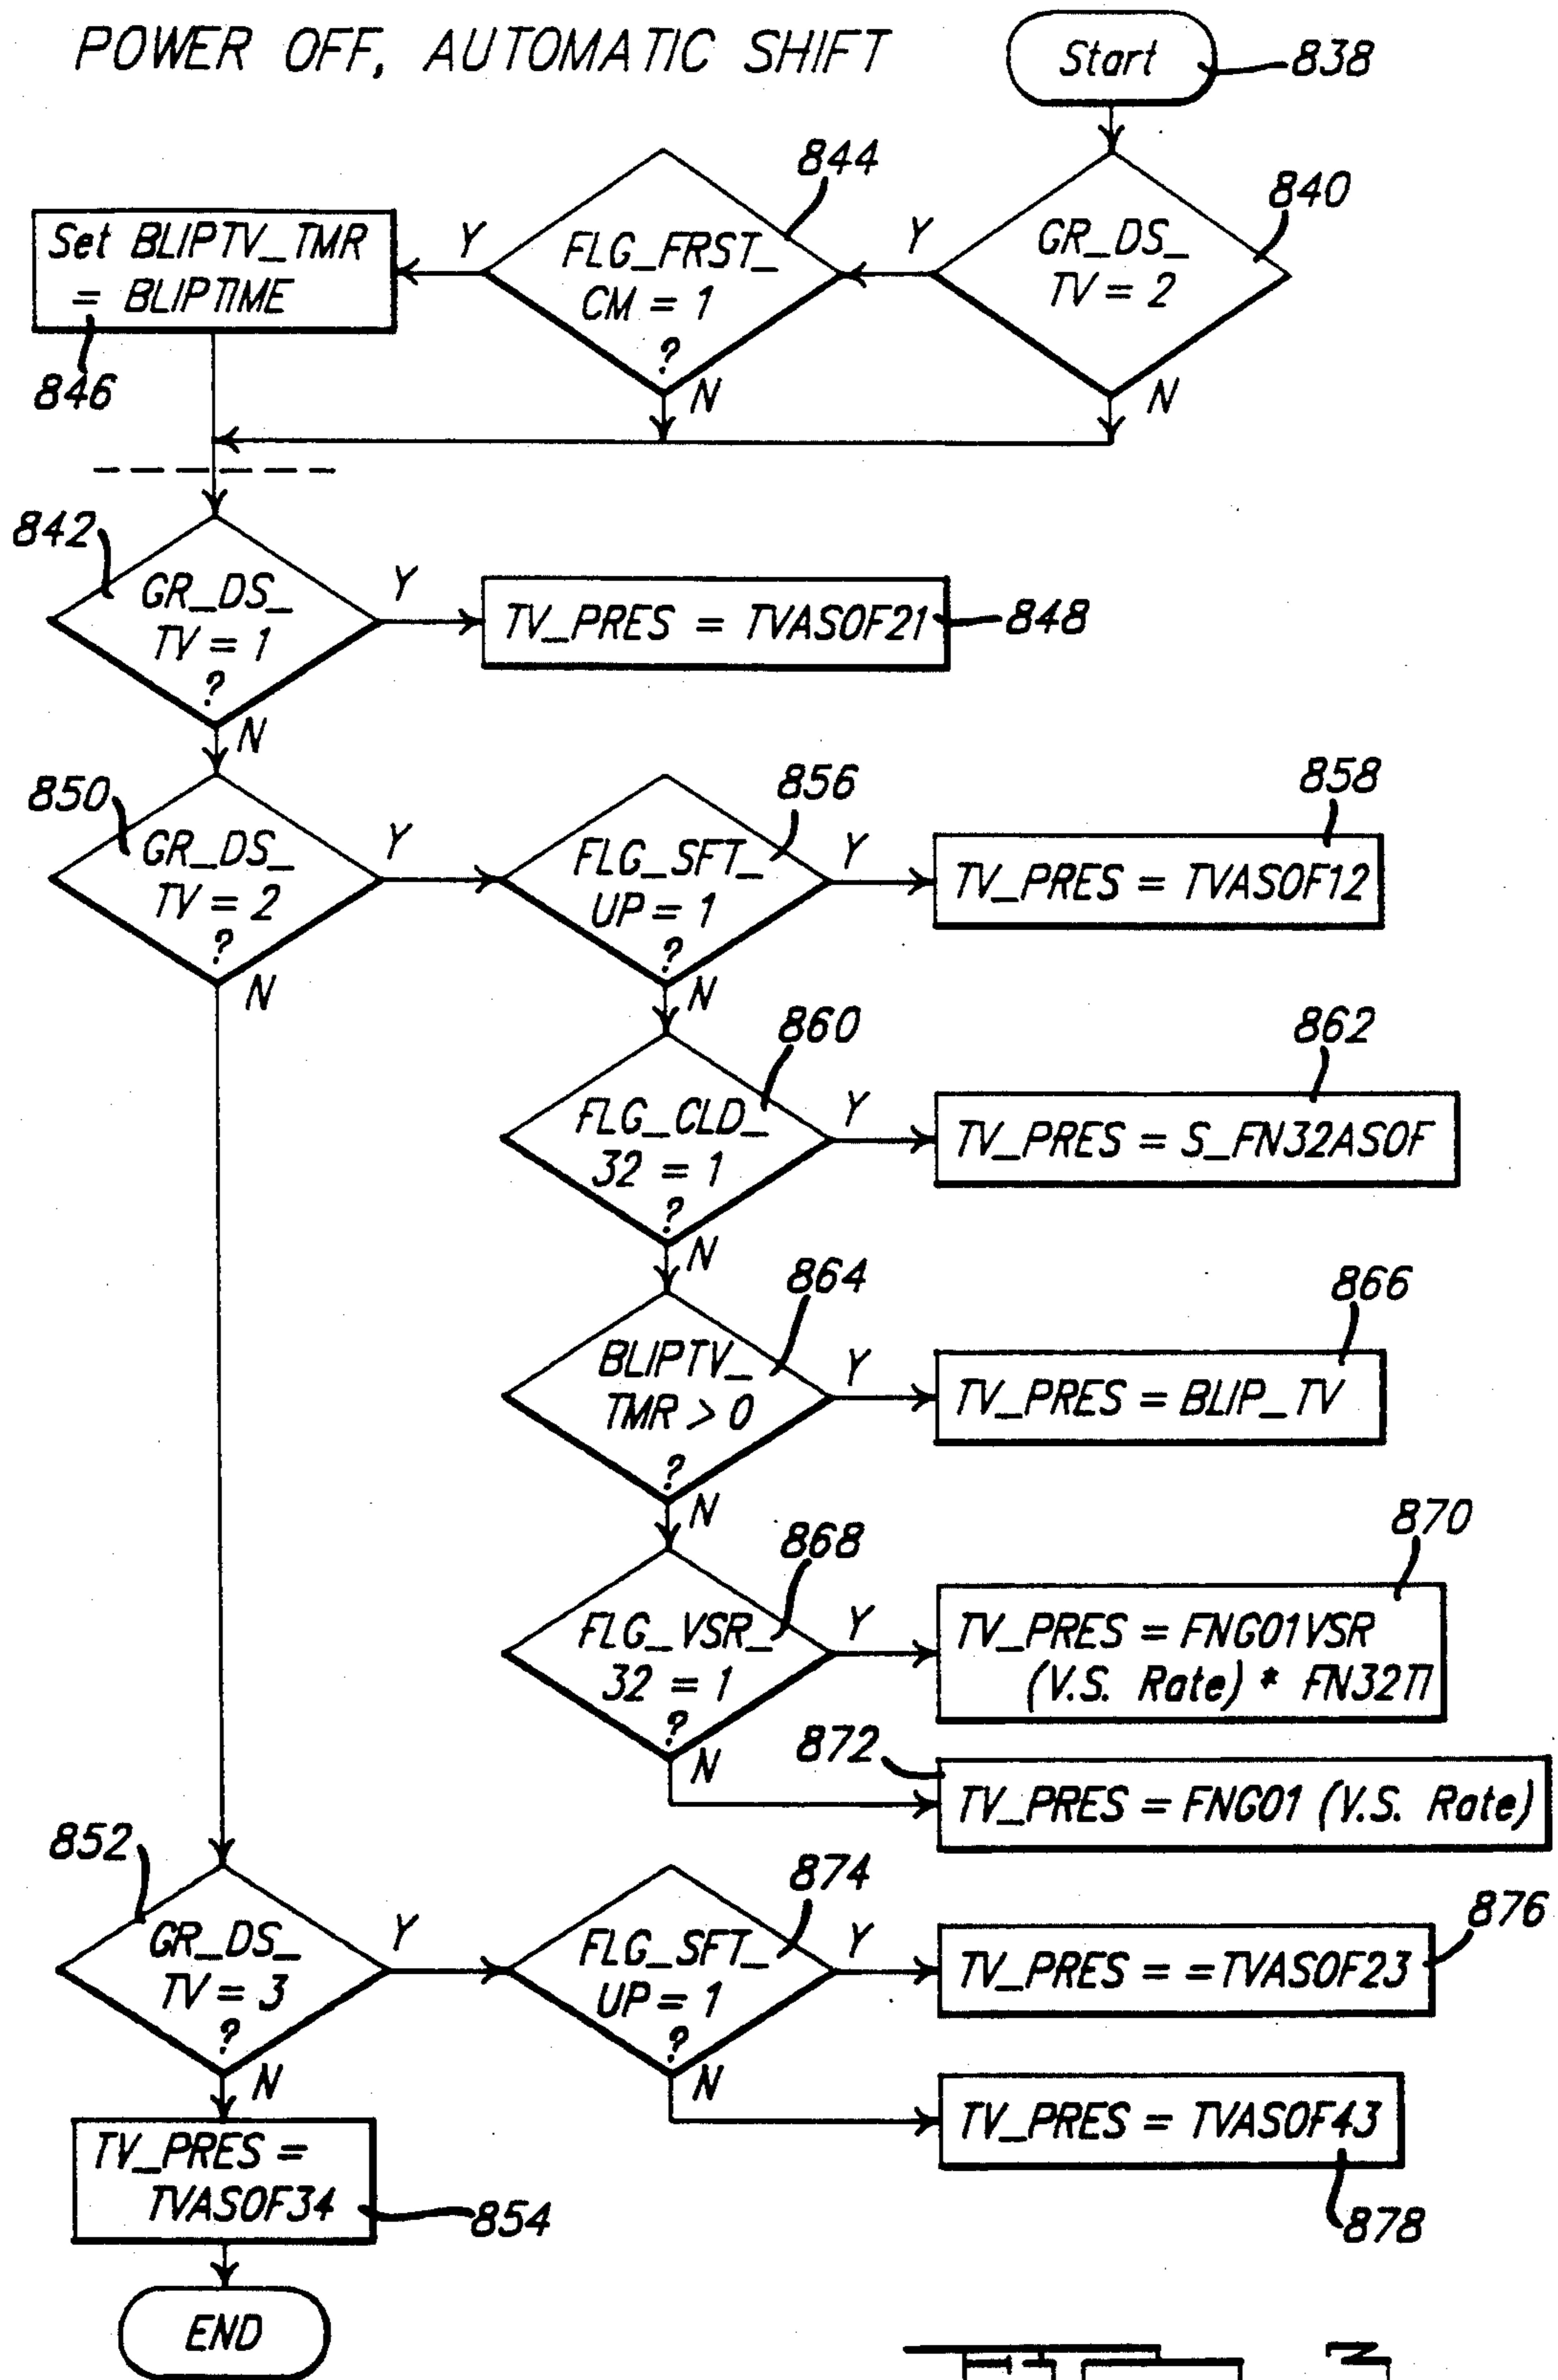 POWER OFF, AUTOMATIC SHIFT
Start
838
840
GR_DS_
TV = 2
Y
N
844
FLG_FRST_
CM = 1
?
Y
N
Set BLIPTV_TMR
= BLIPTIME
846
842
GR_DS_
TV = 1
?
Y
N
TV_PRES = TVASOF21
848
850
GR_DS_
TV = 2
?
Y
N
856
FLG_SFT_
UP = 1
?
Y
N
858
TV_PRES = TVASOF12
860
FLG_CLD_
32 = 1
?
Y
N
862
TV_PRES = S_FN32ASOF
864
BLIPTV_
TMR > 0
?
Y
N
866
TV_PRES = BLIP_TV
868
FLG_VSR_
32 = 1
?
Y
N
870
TV_PRES = FNG01VSR
(V.S. Rate) * FN32TT
872
TV_PRES = FNG01 (V.S. Rate)
852
GR_DS_
TV = 3
?
Y
N
874
FLG_SFT_
UP = 1
?
Y
N
876
TV_PRES = =TVASOF23
TV_PRES = TVASOF43
878
TV_PRES =
TVASOF34
854
END